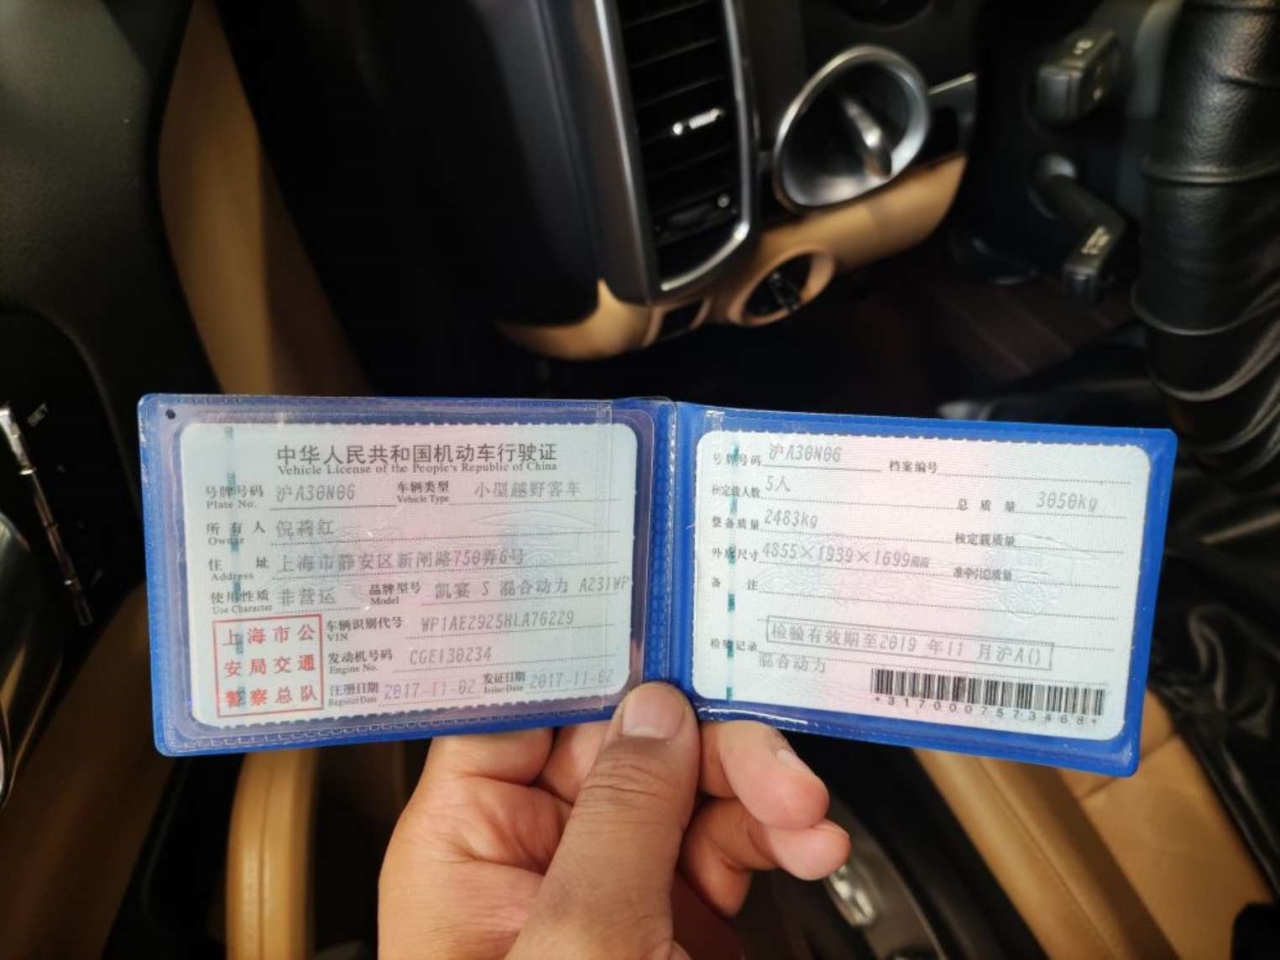 中华人民共和国机动车行驶证
Vehicle License of the People's Republic of China
号牌号码 沪A30N06 车辆类型 小型越野客车
Plate No. Vehicle Type
所有人 倪莉红
Owner
住址 上海市静安区新闸路750弄6号
Address
使用性质 非营运 品牌型号 凯宴 S 混合动力 A231WP
Use Character Model
上海市公安局交通警察总队
车辆识别代号 WP1AE2925HLA76229
VIN
发动机号码 CGE130234
Engine No.
注册日期 2017-11-02 发证日期 2017-11-02
Register Date Issue Date
号牌号码 沪A30N06 档案编号
核定载人数 5人 总质量 3050kg
整备质量 2483kg 核定载质量
外廓尺寸 4855×1939×1699mm 准牵引总质量
备注
检验有效期至2019年11月沪A()
检验记录
混合动力
*3170007573468*